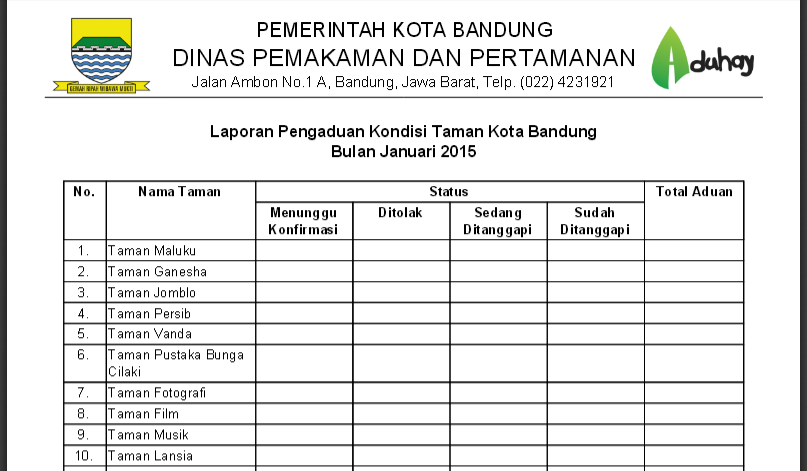 PEMERINTAH KOTA BANDUNG
DINAS PEMAKAMAN DAN PERTAMANAN
Jalan Ambon No.1 A, Bandung, Jawa Barat, Telp. (022) 4231921
GEMAH RIPAH WIBAWA MUKTI
Aduhay
Laporan Pengaduan Kondisi Taman Kota Bandung
Bulan Januari 2015
No. Nama Taman Status Total Aduan
Menunggu Konfirmasi Ditolak Sedang Ditanggapi Sudah Ditanggapi
1. Taman Maluku
2. Taman Ganesha
3. Taman Jomblo
4. Taman Persib
5. Taman Vanda
6. Taman Pustaka Bunga
Cilaki
7. Taman Fotografi
8. Taman Film
9. Taman Musik
10. Taman Lansia